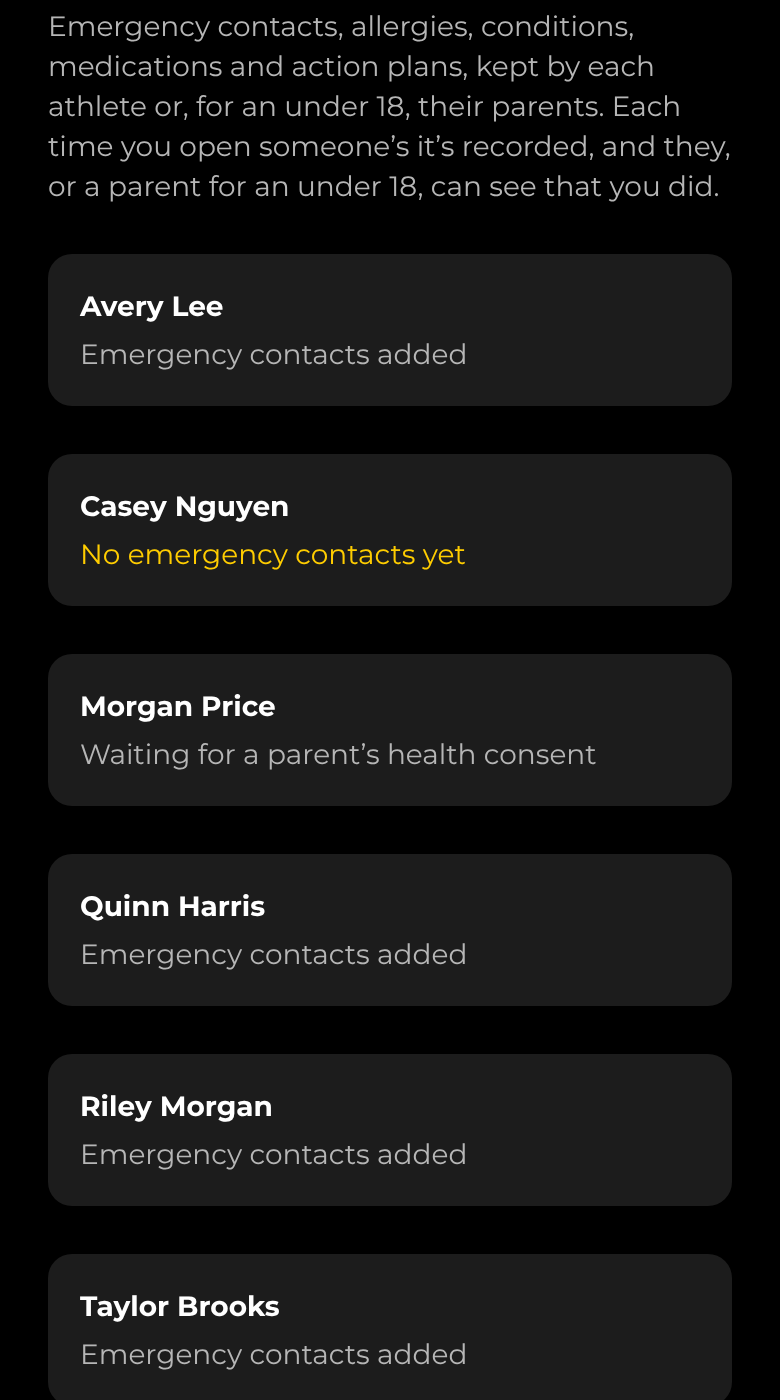 Emergency contacts, allergies, conditions,
medications and action plans, kept by each
athlete or, for an under 18, their parents. Each
time you open someone’s it’s recorded, and they,
or a parent for an under 18, can see that you did.
Avery Lee
Emergency contacts added
Casey Nguyen
No emergency contacts yet
Morgan Price
Waiting for a parent’s health consent
Quinn Harris
Emergency contacts added
Riley Morgan
Emergency contacts added
Taylor Brooks
Emergency contacts added